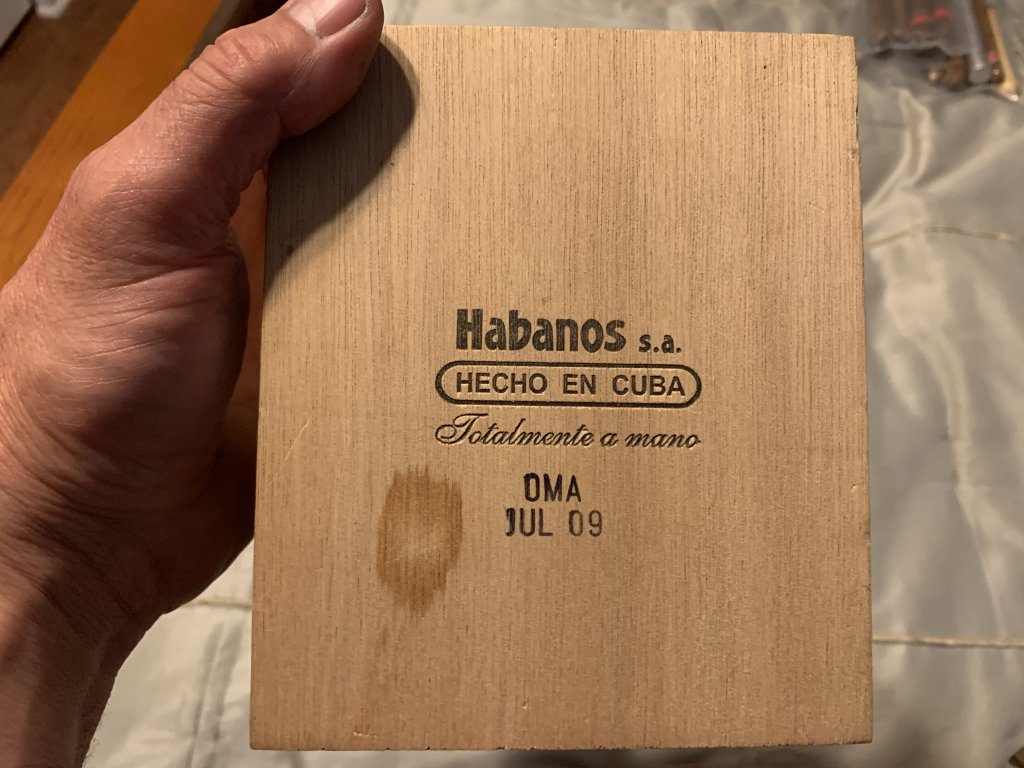 Habanos s.a.
HECHO EN CUBA
Totalmente a mano
OMA
JUL 09